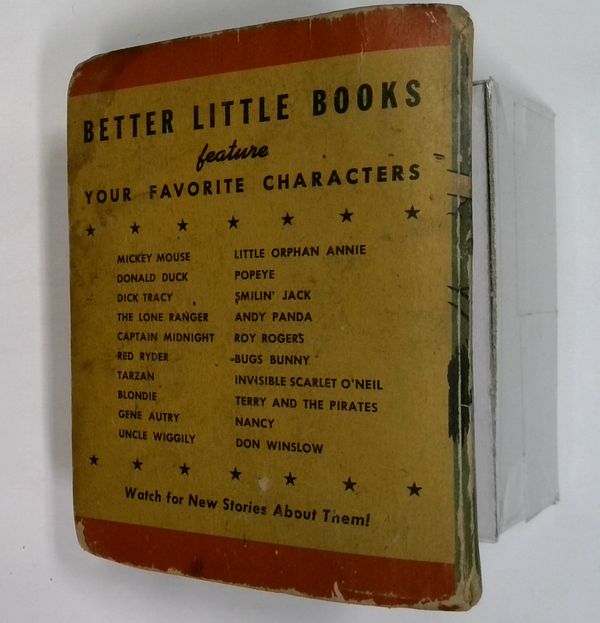 BETTER LITTLE BOOKS
feature
YOUR FAVORITE CHARACTERS
MICKEY MOUSE
DONALD DUCK
DICK TRACY
THE LONE RANGER
CAPTAIN MIDNIGHT
RED RYDER
TARZAN
BLONDIE
GENE AUTRY
UNCLE WIGGILY
LITTLE ORPHAN ANNIE
POPEYE
SMILIN' JACK
ANDY PANDA
ROY ROGERS
BUGS BUNNY
INVISIBLE SCARLET O'NEIL
TERRY AND THE PIRATES
NANCY
DON WINSLOW
Watch for New Stories About Them!